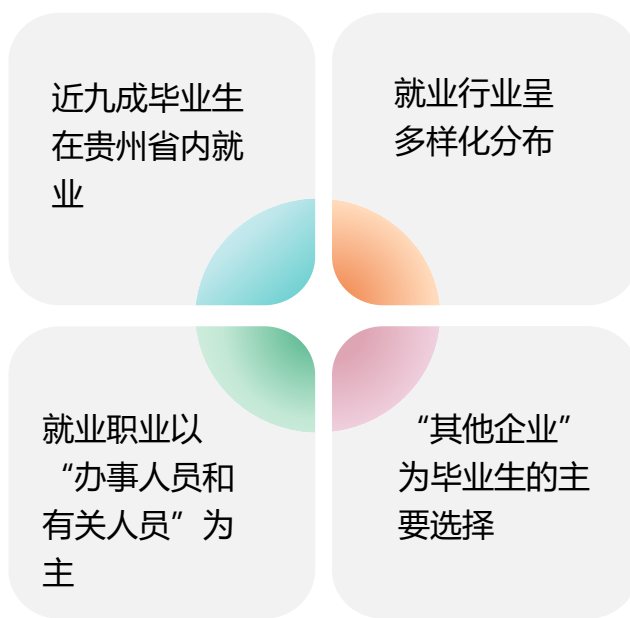 近九成毕业生
在贵州省内就
业
就业行业呈
多样化分布
就业职业以
“办事人员和
有关人员”为
主
“其他企业”
为毕业生的主
要选择